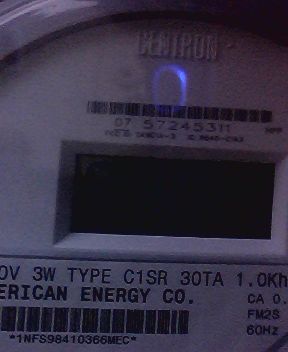 CENTRON
07 57245311
0V 3W TYPE C1SR 30TA 1.0Kh
ERICAN ENERGY CO.
CA 0.
FM2S
60Hz
*1NFS98410366MEC*